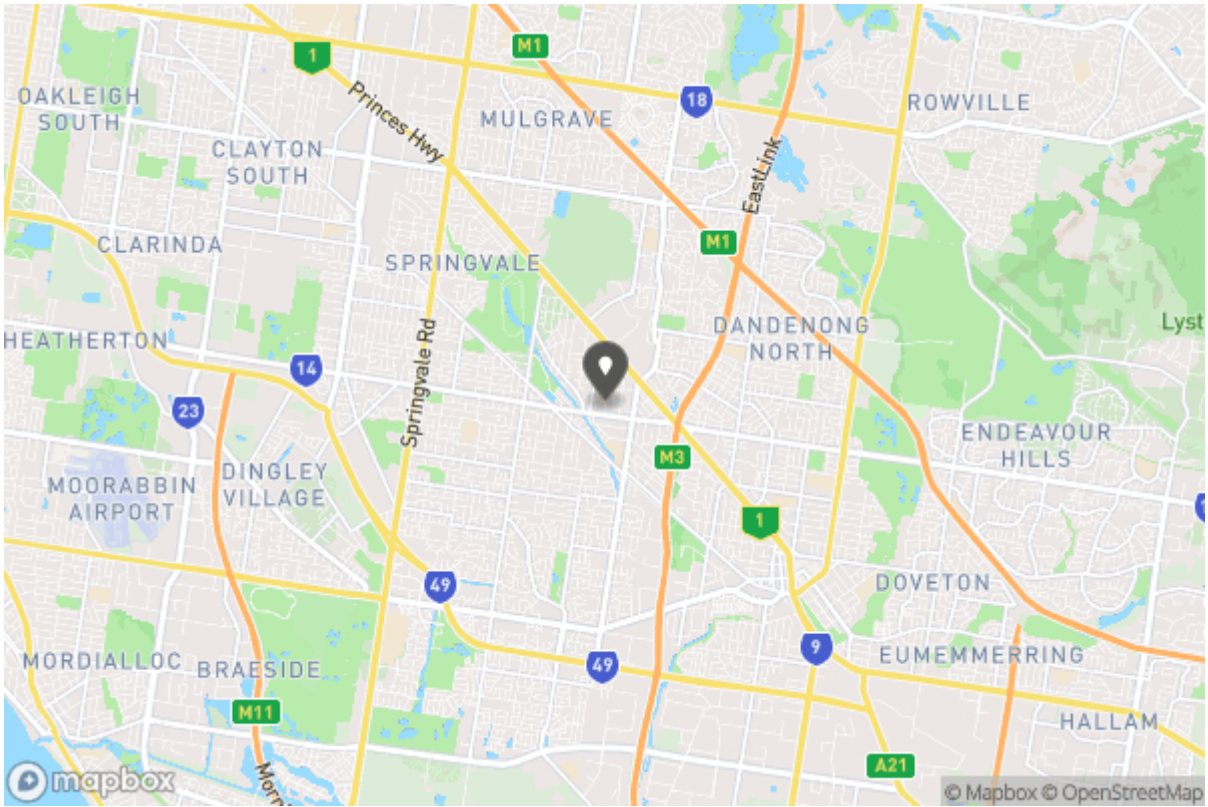 1
M1
Princes Hwy
MULGRAVE
18
ROWVILLE
OAKLEIGH
SOUTH
CLAYTON
SOUTH
EastLink
CLARINDA
SPRINGVALE
M1
DANDENONG
NORTH
Lyst
HEATHERTON
14
Springvale Rd
23
M3
ENDEAVOUR
HILLS
DINGLEY
VILLAGE
MOORABBIN
AIRPORT
1
49
DOVETON
MORDIALLOC
BRAESIDE
49
9
EUMEMMERRING
M11
HALLAM
A21
mapbox
© Mapbox © OpenStreetMap